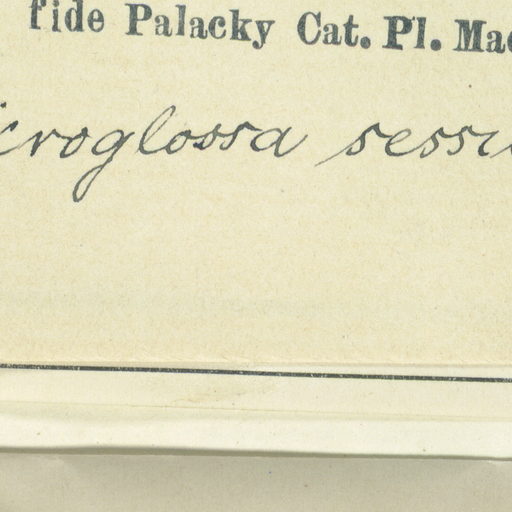 fide Palacky Cat. Pl. Mad
croglossa sessi